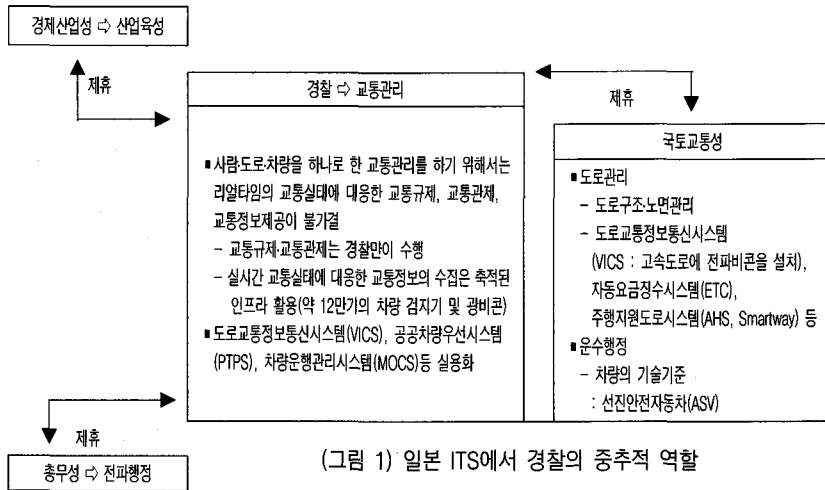 경제산업성 ⇨ 산업육성
제휴
경찰 ⇨ 교통관리
■ 사람·도로·차량을 하나로 한 교통관리를 하기 위해서는
리얼타임의 교통실태에 대응한 교통규제, 교통관제,
교통정보제공이 불가결
- 교통규제·교통관제는 경찰만이 수행
- 실시간 교통실태에 대응한 교통정보의 수집은 축적된
인프라 활용(약 12만가의 차량 검지기 및 광비콘)
■ 도로교통정보통신시스템(VICS), 공공차량우선시스템
(PTPS), 차량운행관리시스템(MOCS)등 실용화
제휴
국토교통성
■ 도로관리
- 도로구조·노면관리
- 도로교통정보통신시스템
(VICS : 고속도로에 전파비콘을 설치),
자동요금징수시스템(ETC),
주행지원도로시스템(AHS, Smartway) 등
■ 운수행정
- 차량의 기술기준
: 선진안전자동차(ASV)
제휴
총무성 ⇨ 전파행정
(그림 1) 일본 ITS에서 경찰의 중추적 역할